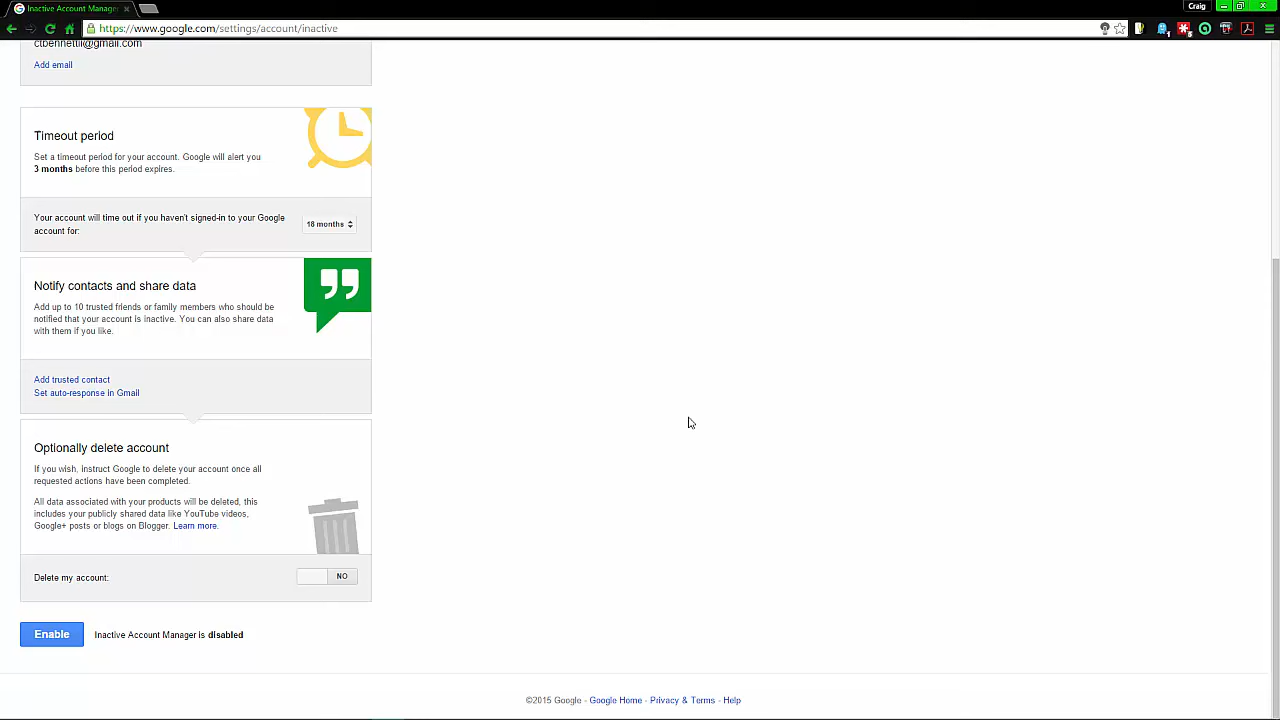 Inactive Account Manager
Craig
https://www.google.com/settings/account/inactive
ctbennettii@gmail.com
Add email
Timeout period
Set a timeout period for your account. Google will alert you
3 months before this period expires.
Your account will time out if you haven't signed-in to your Google
account for:
18 months
Notify contacts and share data
Add up to 10 trusted friends or family members who should be
notified that your account is inactive. You can also share data
with them if you like.
Add trusted contact
Set auto-response in Gmail
Optionally delete account
If you wish, instruct Google to delete your account once all
requested actions have been completed.
All data associated with your products will be deleted, this
includes your publicly shared data like YouTube videos,
Google+ posts or blogs on Blogger. Learn more.
Delete my account:
NO
Enable
Inactive Account Manager is disabled
©2015 Google - Google Home - Privacy & Terms - Help